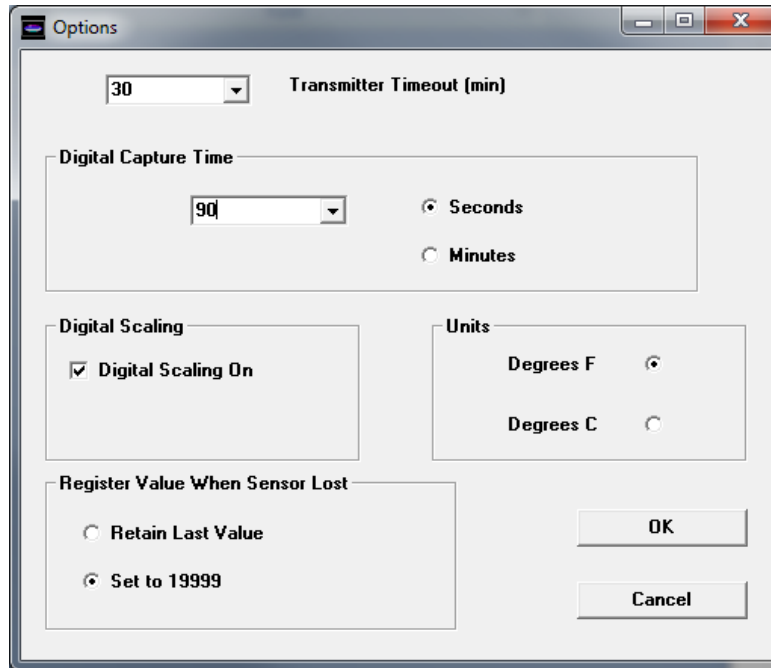 Options
30 Transmitter Timeout (min)
Digital Capture Time
90 Seconds
Minutes
Digital Scaling
Digital Scaling On
Units
Degrees F
Degrees C
Register Value When Sensor Lost
Retain Last Value
Set to 19999
OK
Cancel